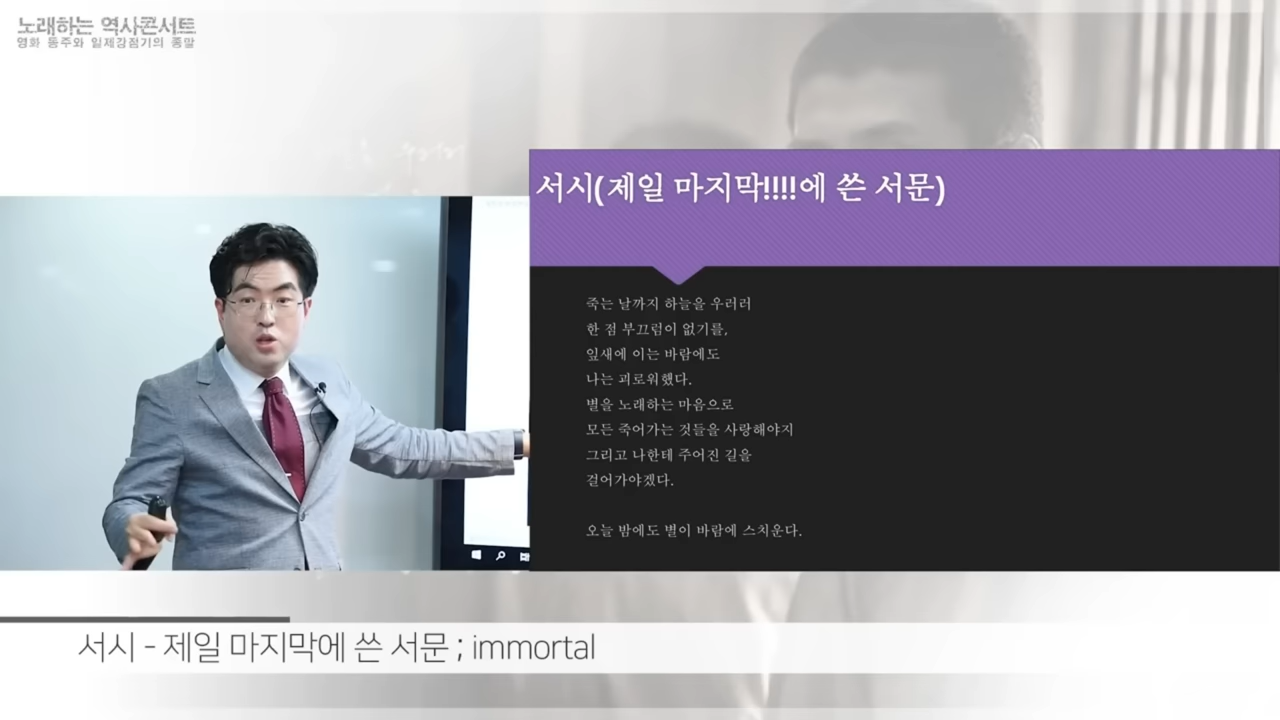 노래하는 역사콘서트
영화 동주와 일제강점기의 종말
서시(제일 마지막!!!!에 쓴 서문)
죽는 날까지 하늘을 우러러
한 점 부끄럼이 없기를,
잎새에 이는 바람에도
나는 괴로워했다.
별을 노래하는 마음으로
모든 죽어가는 것들을 사랑해야지
그리고 나한테 주어진 길을
걸어가야겠다.
오늘 밤에도 별이 바람에 스치운다.
서시 - 제일 마지막에 쓴 서문 ; immortal